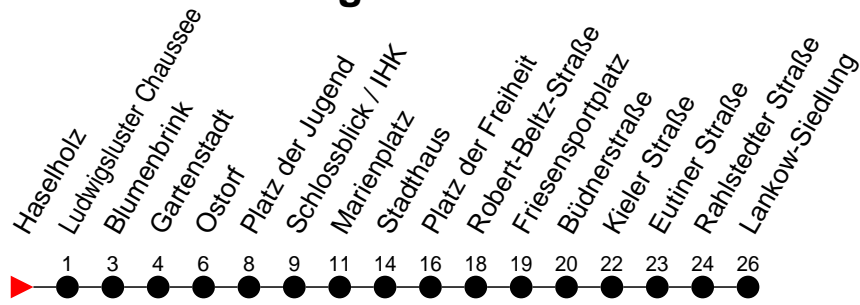 Haselholz
Ludwigsluster Chaussee
Blumenbrink
Gartenstadt
Ostorf
Platz der Jugend
Schlossblick / IHK
Marienplatz
Stadthaus
Platz der Freiheit
Robert-Beltz-Straße
Friesensportplatz
Büdnerstraße
Kieler Straße
Eutiner Straße
Rahlstedter Straße
Lankow-Siedlung
1 3 4 6 8 9 11 14 16 18 19 20 22 23 24 26